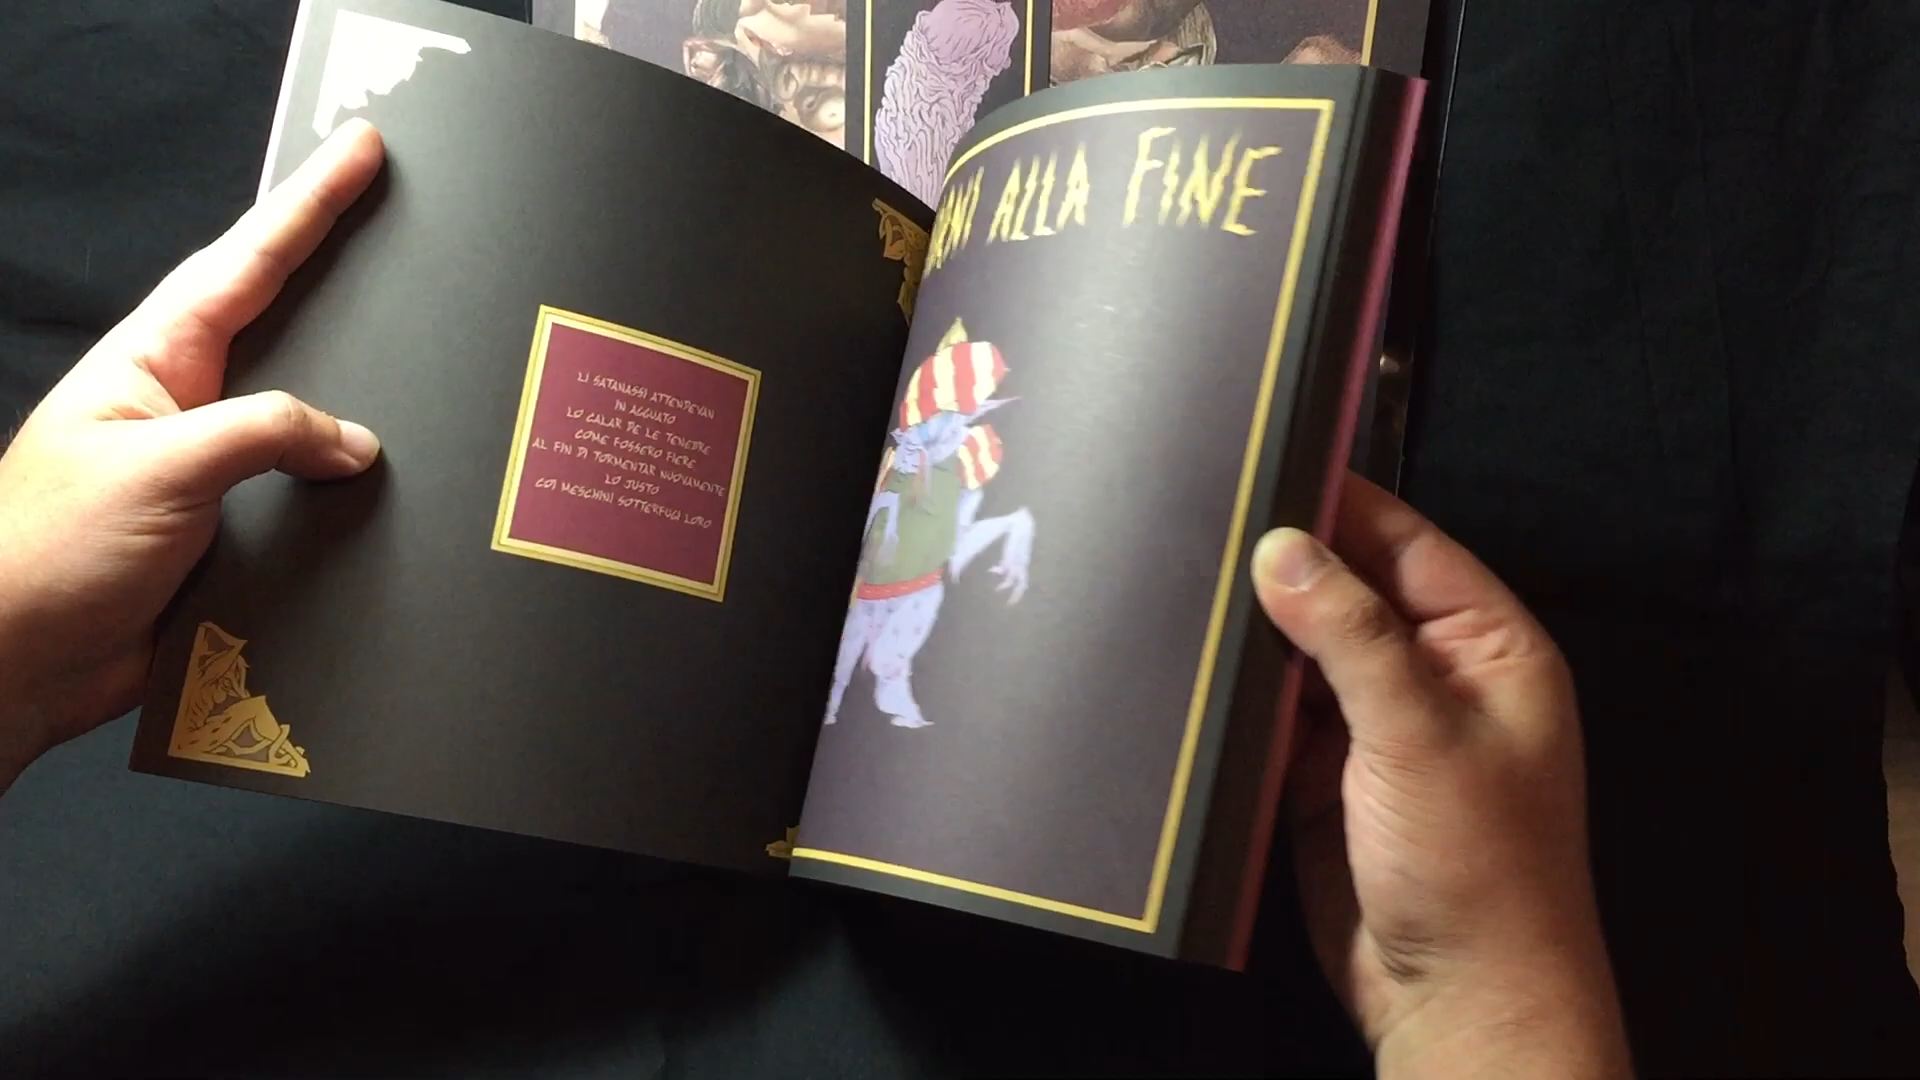 LI SATANASSI ATTENDEVAN
IN AGGUATO
LO CALAR DE LE TENEBRE
COME FOSSERO FIERE
AL FIN DI TORMENTAR NUOVAMENTE
LO JUSTO
COI MESCHINI SOTTERFUGI LORO
ALLA FINE